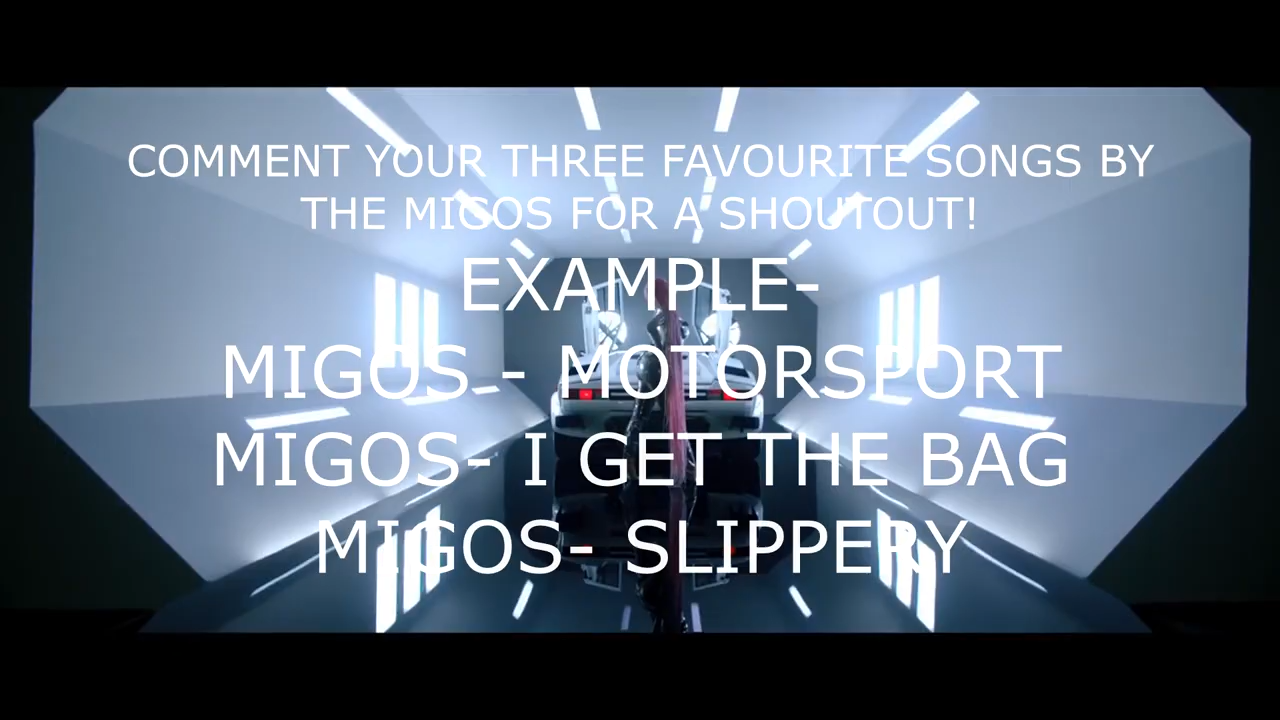 COMMENT YOUR THREE FAVOURITE SONGS BY
THE MIGOS FOR A SHOUTOUT!
EXAMPLE-
MIGOS - MOTORSPORT
MIGOS- I GET THE BAG
MIGOS- SLIPPERY